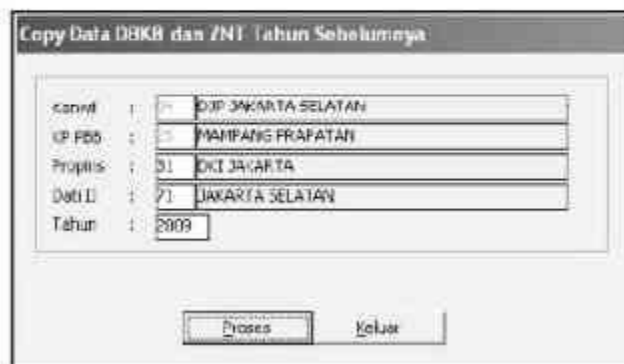 Copy Data DBKB dan ZNT Tahun Sebelumnya
Kanwil : DJP JAKARTA SELATAN
KP PBB : MAMPANG PRAPATAN
Propinsi : 31 DKI JAKARTA
Dati II : 71 JAKARTA SELATAN
Tahun : 2009
Proses Keluar